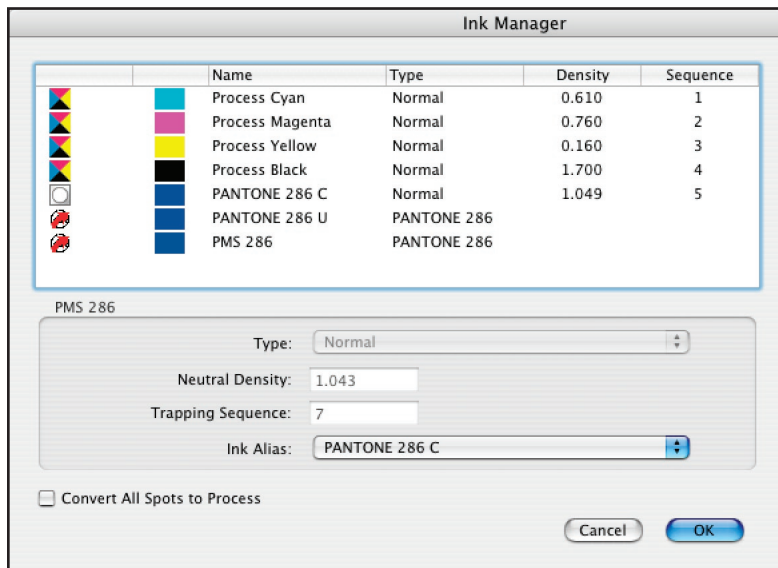 Ink Manager
Name Type Density Sequence
Process Cyan Normal 0.610 1
Process Magenta Normal 0.760 2
Process Yellow Normal 0.160 3
Process Black Normal 1.700 4
PANTONE 286 C Normal 1.049 5
PANTONE 286 U PANTONE 286
PMS 286 PANTONE 286
PMS 286
Type: Normal
Neutral Density: 1.043
Trapping Sequence: 7
Ink Alias: PANTONE 286 C
Convert All Spots to Process
Cancel OK